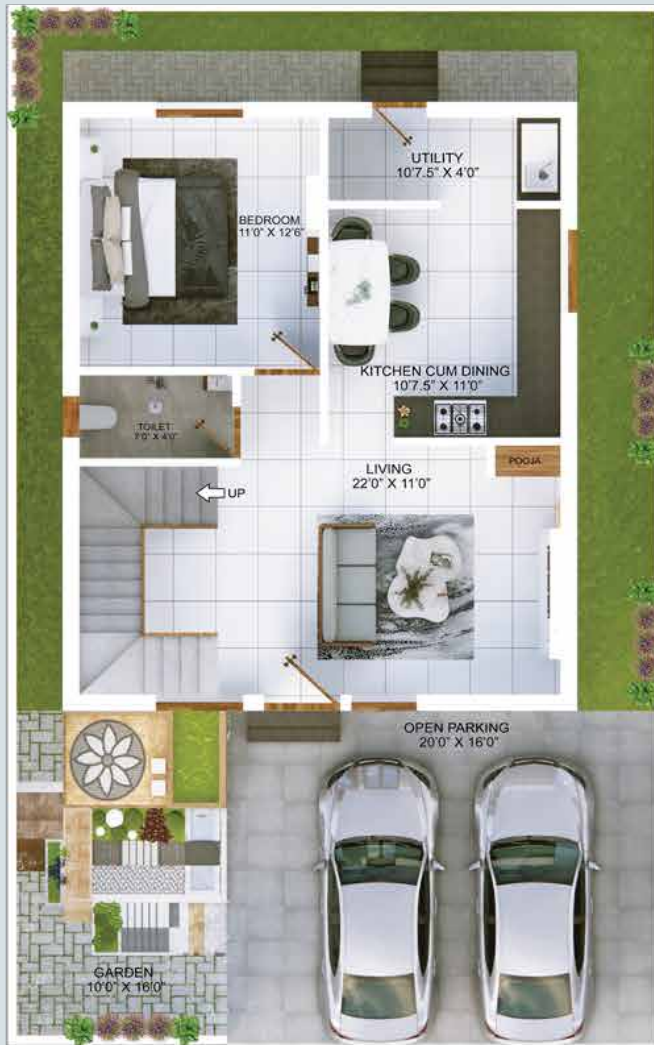 UTILITY
10'7.5" X 4'0"
BEDROOM
11'0" X 12'6"
KITCHEN CUM DINING
10'7.5" X 11'0"
TOILET
7'0" X 4'0"
LIVING
22'0" X 11'0"
POOJA
UP
OPEN PARKING
20'0" X 16'0"
GARDEN
10'0" X 16'0"